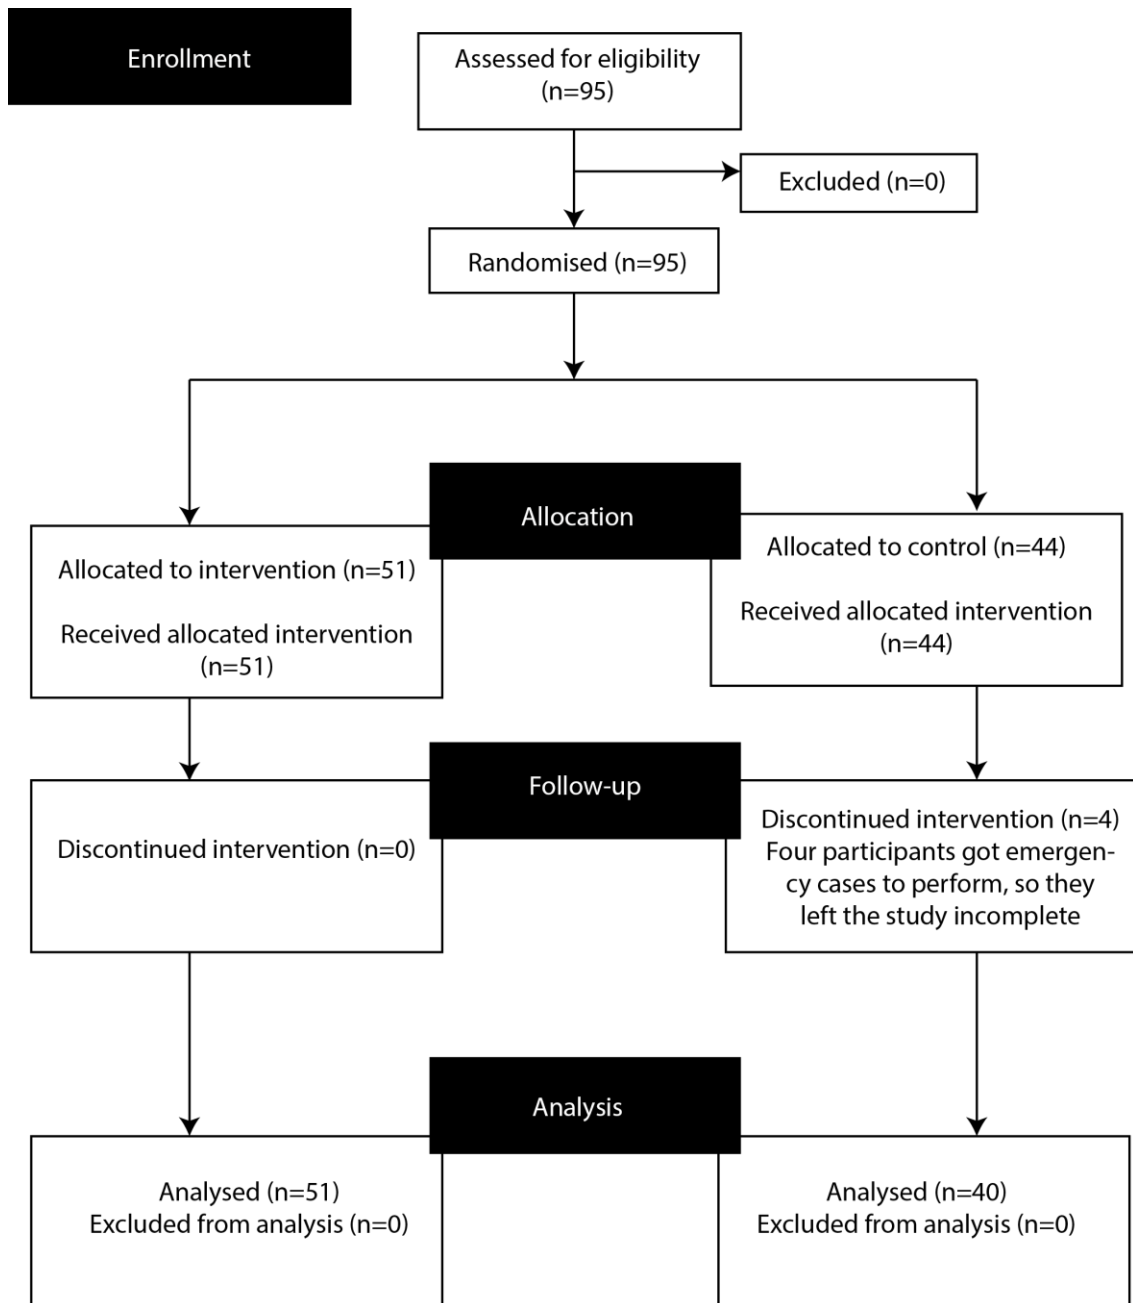 Enrollment
Assessed for eligibility
(n=95)
Excluded (n=0)
Randomised (n=95)
Allocation
Allocated to intervention (n=51)
Received allocated intervention
(n=51)
Allocated to control (n=44)
Received allocated intervention
(n=44)
Follow-up
Discontinued intervention (n=0)
Discontinued intervention (n=4)
Four participants got emergen-
cy cases to perform, so they
left the study incomplete
Analysis
Analysed (n=51)
Excluded from analysis (n=0)
Analysed (n=40)
Excluded from analysis (n=0)